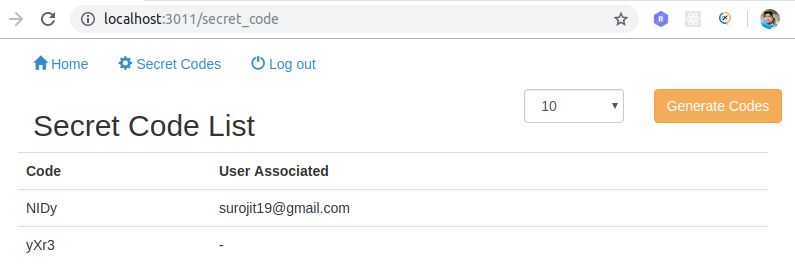 localhost:3011/secret_code
Home Secret Codes Log out
10 Generate Codes
Secret Code List
Code User Associated
NIDy surojit19@gmail.com
yXr3 -